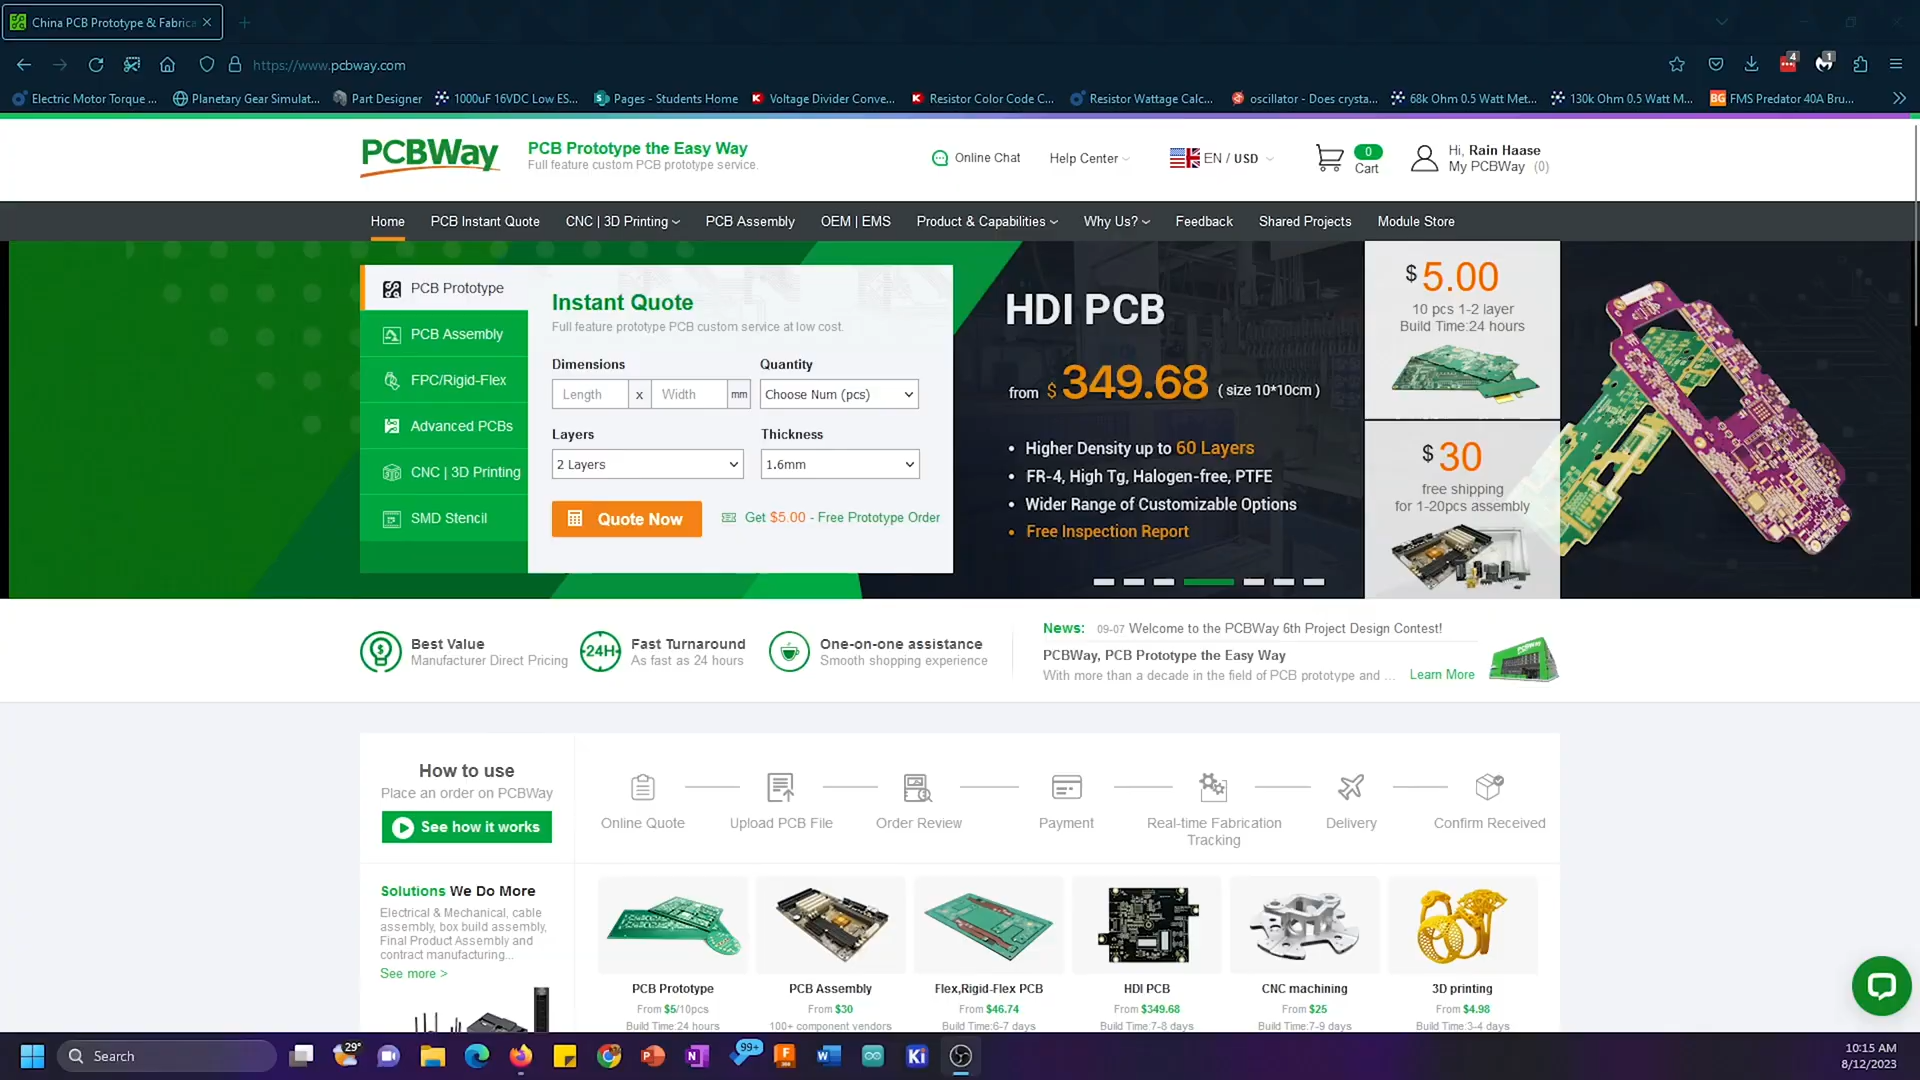 China PCB Prototype & Fabrica
https://www.pcbway.com
4
1
Electric Motor Torque ...
Planetary Gear Simulat...
Part Designer
1000uF 16VDC Low ES...
Pages - Students Home
Voltage Divider Conve...
Resistor Color Code C...
Resistor Wattage Calc...
oscillator - Does crysta...
68k Ohm 0.5 Watt Met...
130k Ohm 0.5 Watt M...
BG FMS Predator 40A Bru...
PCBWay
PCB Prototype the Easy Way
Full feature custom PCB prototype service.
Online Chat
Help Center
EN / USD
0
Cart
Hi, Rain Haase
My PCBWay (0)
Home
PCB Instant Quote
CNC | 3D Printing
PCB Assembly
OEM | EMS
Product & Capabilities
Why Us?
Feedback
Shared Projects
Module Store
PCB Prototype
PCB Assembly
FPC/Rigid-Flex
Advanced PCBs
CNC | 3D Printing
SMD Stencil
Instant Quote
Full feature prototype PCB custom service at low cost.
Dimensions
Quantity
Length x Width mm
Choose Num (pcs)
Layers
Thickness
2 Layers
1.6mm
Quote Now
Get $5.00 - Free Prototype Order
HDI PCB
from $ 349.68 ( size 10*10cm )
• Higher Density up to 60 Layers
• FR-4, High Tg, Halogen-free, PTFE
• Wider Range of Customizable Options
• Free Inspection Report
$ 5.00
10 pcs 1-2 layer
Build Time:24 hours
$ 30
free shipping
for 1-20pcs assembly
Best Value
Manufacturer Direct Pricing
24H
Fast Turnaround
As fast as 24 hours
One-on-one assistance
Smooth shopping experience
News: 09-07 Welcome to the PCBWay 6th Project Design Contest!
PCBWay, PCB Prototype the Easy Way
With more than a decade in the field of PCB prototype and ... Learn More
How to use
Place an order on PCBWay
See how it works
Online Quote
Upload PCB File
Order Review
Payment
Real-time Fabrication
Tracking
Delivery
Confirm Received
Solutions We Do More
Electrical & Mechanical, cable
assembly, box build assembly,
Final Product Assembly and
contract manufacturing...
See more >
PCB Prototype
From $5/10pcs
Build Time:24 hours
PCB Assembly
From $30
100+ component vendors
Flex,Rigid-Flex PCB
From $46.74
Build Time:6-7 days
HDI PCB
From $349.68
Build Time:7-8 days
CNC machining
From $25
Build Time:7-9 days
3D printing
From $4.98
Build Time:3-4 days
Search
29°
99+
Ki
10:15 AM
8/12/2023